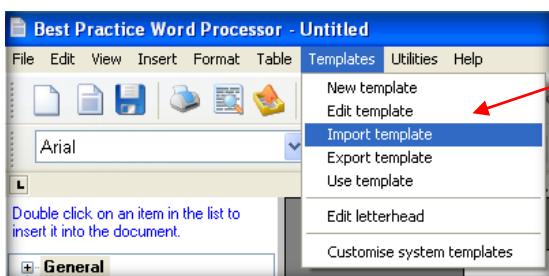 Best Practice Word Processor - Untitled
File Edit View Insert Format Table Templates Utilities Help
New template
Edit template
Arial
Import template
Export template
L
Use template
Double click on an item in the list to
insert it into the document.
Edit letterhead
Customise system templates
General